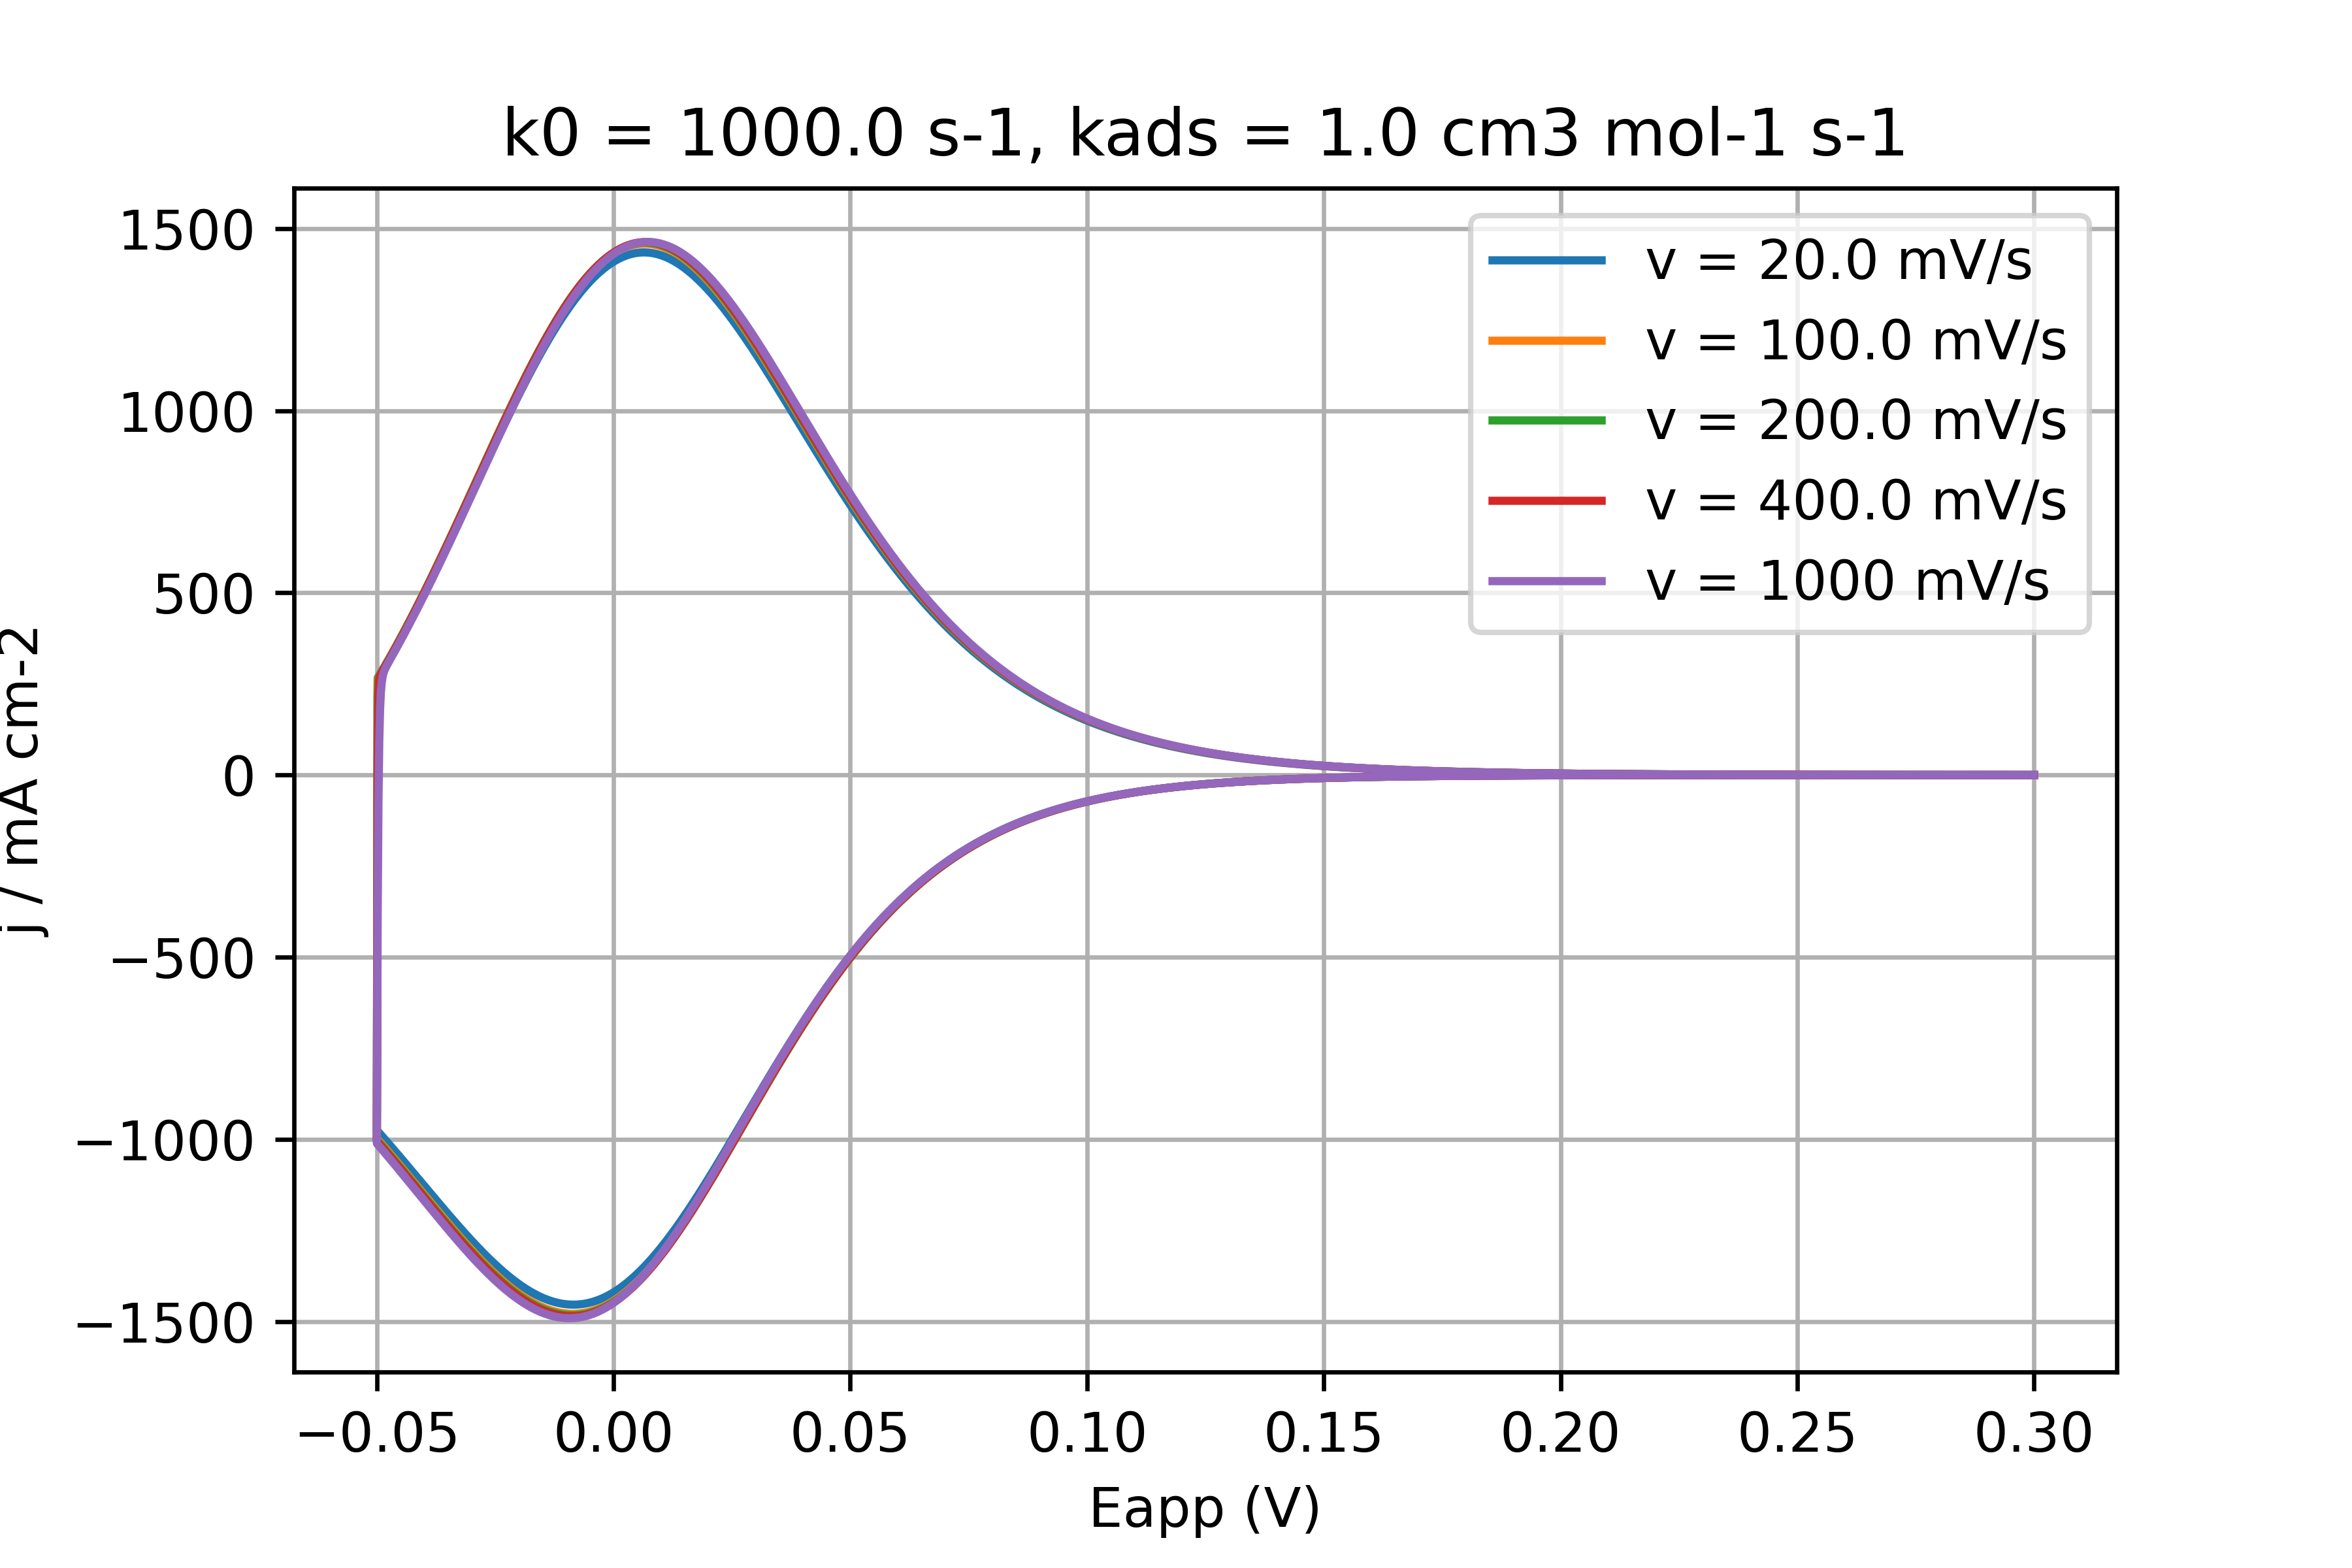 k0 = 1000.0 s-1, kads = 1.0 cm3 mol-1 s-1
j / mA cm-2
1500
1000
500
0
−500
−1000
−1500
v = 20.0 mV/s
v = 100.0 mV/s
v = 200.0 mV/s
v = 400.0 mV/s
v = 1000 mV/s
−0.05 0.00 0.05 0.10 0.15 0.20 0.25 0.30
Eapp (V)